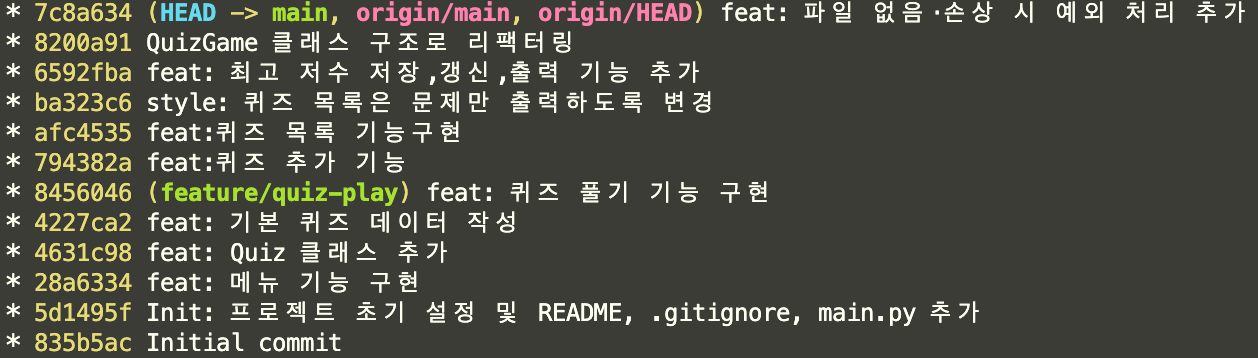 * 7c8a634 (HEAD -> main, origin/main, origin/HEAD) feat: 파일 없음·손상 시 예외 처리 추가
* 8200a91 QuizGame 클래스 구조로 리팩터링
* 6592fba feat: 최고 저수 저장,갱신,출력 기능 추가
* ba323c6 style: 퀴즈 목록은 문제만 출력하도록 변경
* afc4535 feat:퀴즈 목록 기능구현
* 794382a feat:퀴즈 추가 기능
* 8456046 (feature/quiz-play) feat: 퀴즈 풀기 기능 구현
* 4227ca2 feat: 기본 퀴즈 데이터 작성
* 4631c98 feat: Quiz 클래스 추가
* 28a6334 feat: 메뉴 기능 구현
* 5d1495f Init: 프로젝트 초기 설정 및 README, .gitignore, main.py 추가
* 835b5ac Initial commit